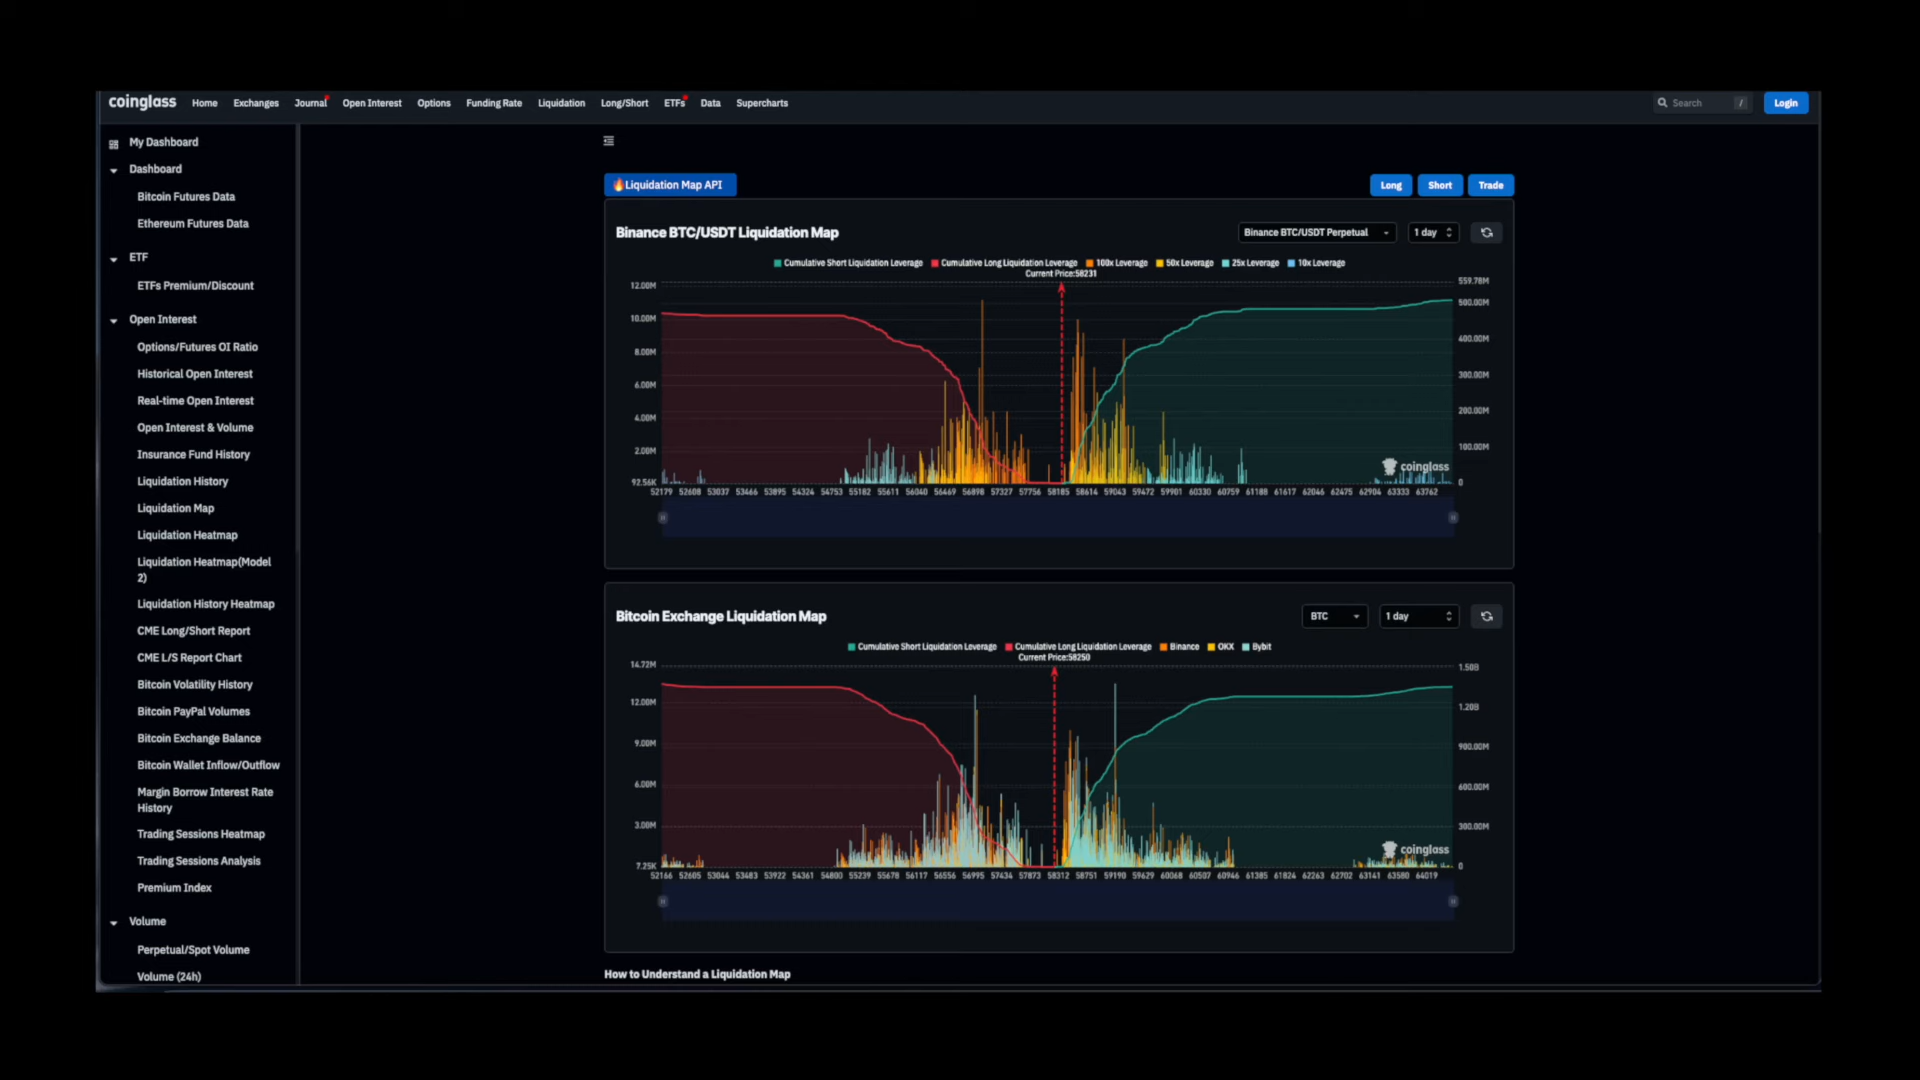 coinglass Home Exchanges Journal Open Interest Options Funding Rate Liquidation Long/Short ETFs Data Supercharts Search / Login
My Dashboard
Dashboard
Bitcoin Futures Data
Ethereum Futures Data
ETF
ETFs Premium/Discount
Open Interest
Options/Futures OI Ratio
Historical Open Interest
Real-time Open Interest
Open Interest & Volume
Insurance Fund History
Liquidation History
Liquidation Map
Liquidation Heatmap
Liquidation Heatmap(Model
2)
Liquidation History Heatmap
CME Long/Short Report
CME L/S Report Chart
Bitcoin Volatility History
Bitcoin PayPal Volumes
Bitcoin Exchange Balance
Bitcoin Wallet Inflow/Outflow
Margin Borrow Interest Rate
History
Trading Sessions Heatmap
Trading Sessions Analysis
Premium Index
Volume
Perpetual/Spot Volume
Volume (24h)
🔥Liquidation Map API Long Short Trade
Binance BTC/USDT Liquidation Map Binance BTC/USDT Perpetual 1 day
Cumulative Short Liquidation Leverage Cumulative Long Liquidation Leverage 100x Leverage 50x Leverage 25x Leverage 10x Leverage
Current Price:58231
12.00M 559.78M
500.00M
10.00M
400.00M
8.00M
300.00M
6.00M
200.00M
4.00M
100.00M
2.00M
coinglass
92.56K 0
52179 52608 53037 53466 53895 54324 54753 55182 55611 56040 56469 56898 57327 57756 58185 58614 59043 59472 59901 60330 60759 61188 61617 62046 62475 62904 63333 63762
Bitcoin Exchange Liquidation Map BTC 1 day
Cumulative Short Liquidation Leverage Cumulative Long Liquidation Leverage Binance OKX Bybit
Current Price:58250
14.72M 1.50B
12.00M 1.20B
9.00M 900.00M
6.00M 600.00M
3.00M 300.00M
coinglass
7.25K 0
52166 52605 53044 53483 53922 54361 54800 55239 55678 56117 56556 56995 57434 57873 58312 58751 59190 59629 60068 60507 60946 61385 61824 62263 62702 63141 63580 64019
How to Understand a Liquidation Map